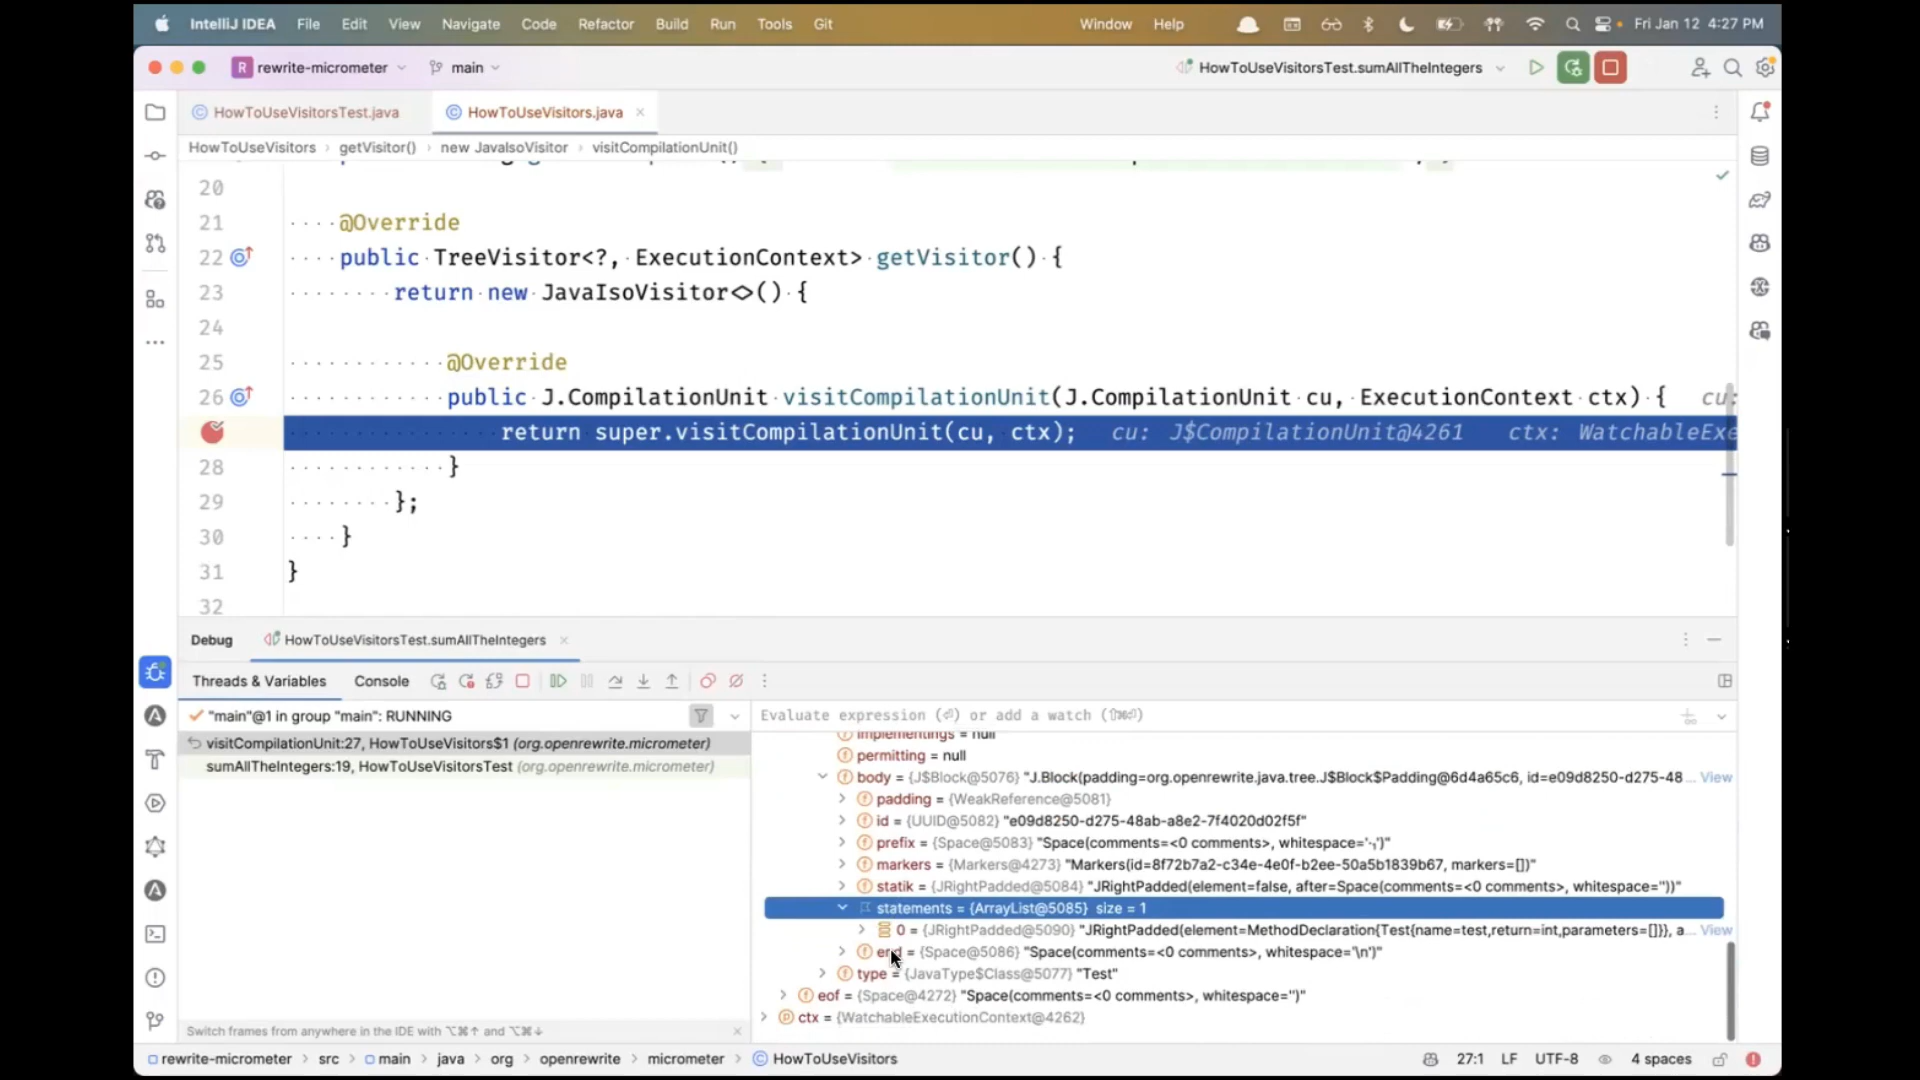 IntelliJ IDEA File Edit View Navigate Code Refactor Build Run Tools Git Window Help Fri Jan 12 4:27 PM
R rewrite-micrometer main HowToUseVisitorsTest.sumAllTheIntegers
HowToUseVisitorsTest.java HowToUseVisitors.java
HowToUseVisitors › getVisitor() › new JavaIsoVisitor › visitCompilationUnit()
20
21 @Override
22 public TreeVisitor<?, ExecutionContext> getVisitor() {
23 return new JavaIsoVisitor<>() {
24
25 @Override
26 public J.CompilationUnit visitCompilationUnit(J.CompilationUnit cu, ExecutionContext ctx) { cu:
return super.visitCompilationUnit(cu, ctx); cu: J$CompilationUnit@4261 ctx: WatchableExe
28 }
29 };
30 }
31 }
32
Debug HowToUseVisitorsTest.sumAllTheIntegers
Threads & Variables Console
"main"@1 in group "main": RUNNING
visitCompilationUnit:27, HowToUseVisitors$1 (org.openrewrite.micrometer)
sumAllTheIntegers:19, HowToUseVisitorsTest (org.openrewrite.micrometer)
Switch frames from anywhere in the IDE with ⌥⌘↑ and ⌥⌘↓
Evaluate expression (⏎) or add a watch (⇧⌘⏎)
implementings = null
permitting = null
body = {J$Block@5076} "J.Block(padding=org.openrewrite.java.tree.J$Block$Padding@6d4a65c6, id=e09d8250-d275-48 ... View
padding = {WeakReference@5081}
id = {UUID@5082} "e09d8250-d275-48ab-a8e2-7f4020d02f5f"
prefix = {Space@5083} "Space(comments=<0 comments>, whitespace='·₁')"
markers = {Markers@4273} "Markers(id=8f72b7a2-c34e-4e0f-b2ee-50a5b1839b67, markers=[])"
statik = {JRightPadded@5084} "JRightPadded(element=false, after=Space(comments=<0 comments>, whitespace=''))"
statements = {ArrayList@5085} size = 1
0 = {JRightPadded@5090} "JRightPadded(element=MethodDeclaration{Test{name=test,return=int,parameters=[]}}, a... View
end = {Space@5086} "Space(comments=<0 comments>, whitespace='\n')"
type = {JavaType$Class@5077} "Test"
eof = {Space@4272} "Space(comments=<0 comments>, whitespace='')"
ctx = {WatchableExecutionContext@4262}
rewrite-micrometer › src › main › java › org › openrewrite › micrometer › HowToUseVisitors 27:1 LF UTF-8 4 spaces